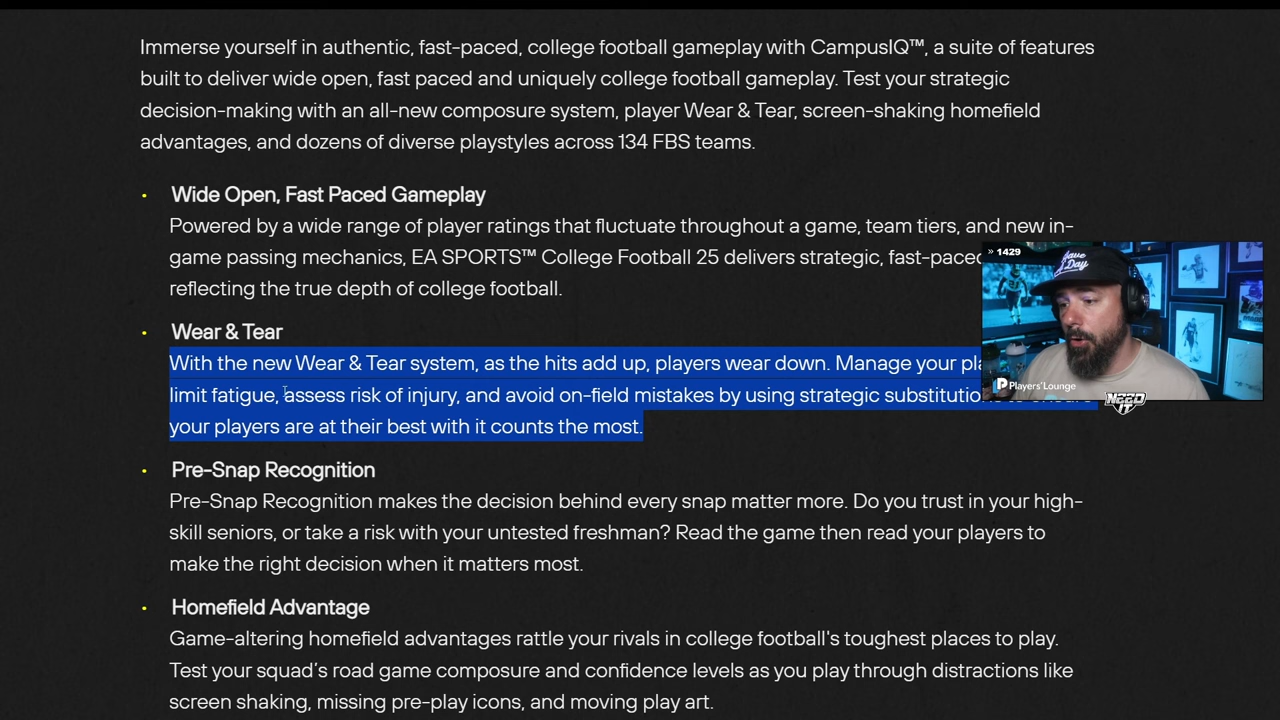 Immerse yourself in authentic, fast-paced, college football gameplay with CampusIQ™, a suite of features
built to deliver wide open, fast paced and uniquely college football gameplay. Test your strategic
decision-making with an all-new composure system, player Wear & Tear, screen-shaking homefield
advantages, and dozens of diverse playstyles across 134 FBS teams.
• Wide Open, Fast Paced Gameplay
Powered by a wide range of player ratings that fluctuate throughout a game, team tiers, and new in-
game passing mechanics, EA SPORTS™ College Football 25 delivers strategic, fast-paced
reflecting the true depth of college football.
• Wear & Tear
With the new Wear & Tear system, as the hits add up, players wear down. Manage your
limit fatigue, assess risk of injury, and avoid on-field mistakes by using strategic
your players are at their best with it counts the most.
• Pre-Snap Recognition
Pre-Snap Recognition makes the decision behind every snap matter more. Do you trust in your high-
skill seniors, or take a risk with your untested freshman? Read the game then read your players to
make the right decision when it matters most.
• Homefield Advantage
Game-altering homefield advantages rattle your rivals in college football's toughest places to play.
Test your squad's road game composure and confidence levels as you play through distractions like
screen shaking, missing pre-play icons, and moving play art.
» 1429
Day
Players' Lounge
NEED IT